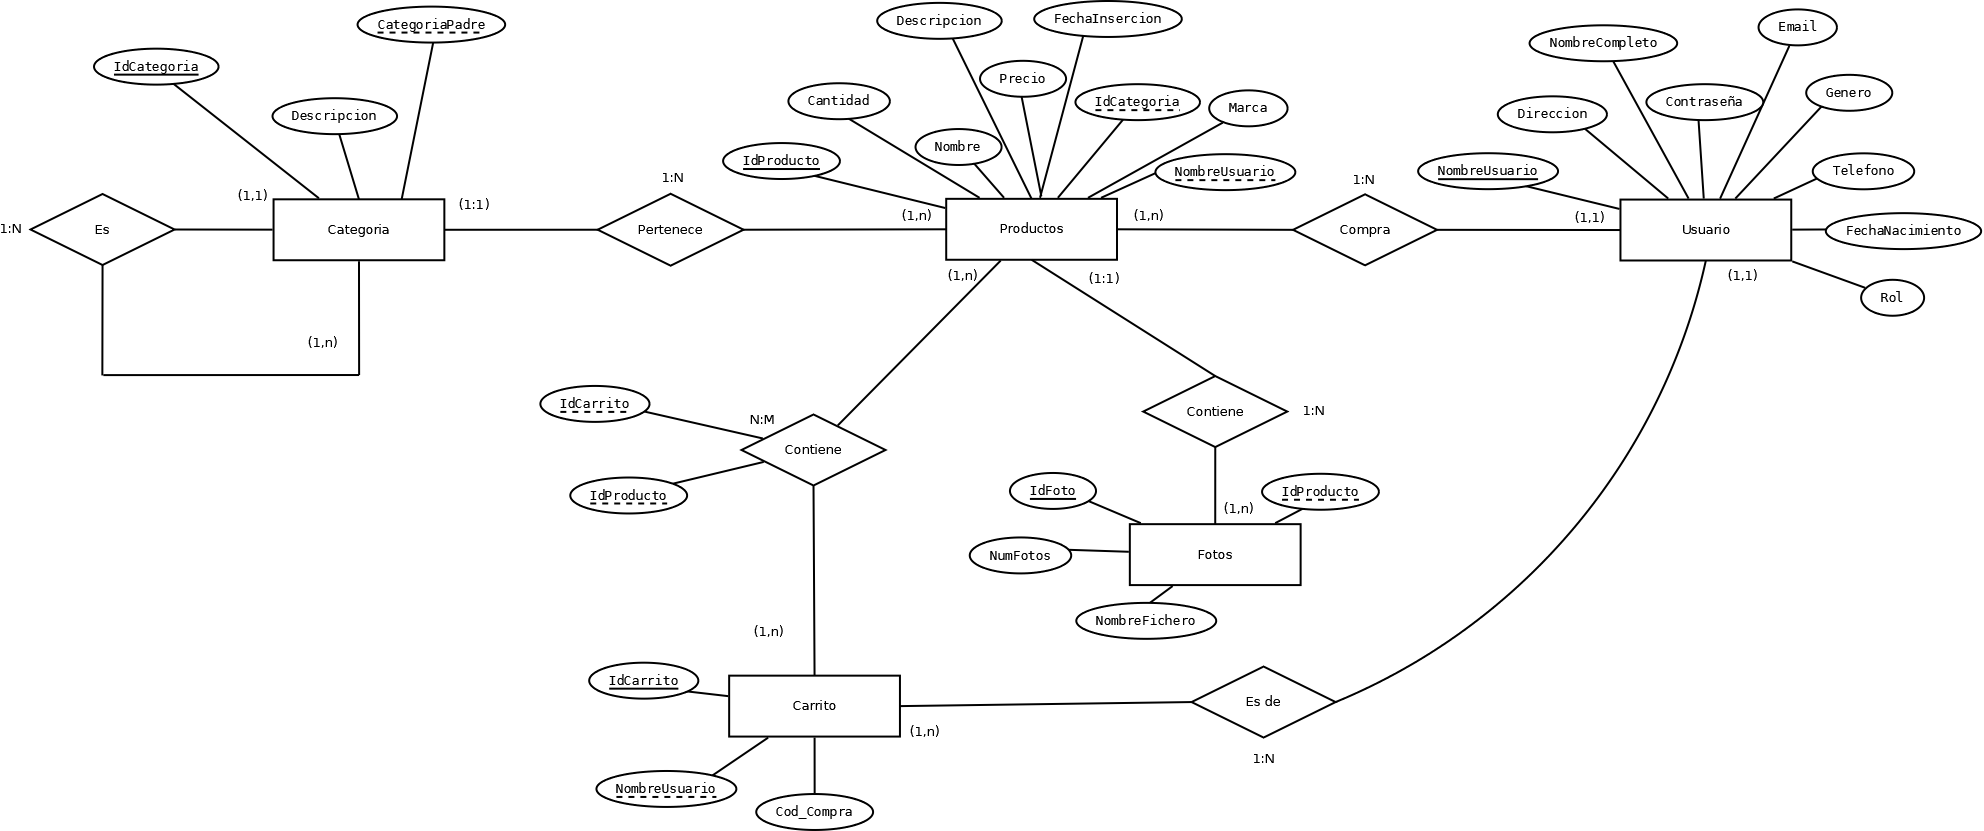 CategoriaPadre
IdCategoria
Descripcion
(1,1)
(1:1)
1:N
Es
Categoria
(1,n)
1:N
Pertenece
Descripcion
FechaInsercion
Precio
Cantidad
IdCategoria
Marca
Nombre
IdProducto
NombreUsuario
(1,n)
Productos
(1,n)
(1,n)
(1:1)
1:N
Compra
Email
NombreCompleto
Genero
Contraseña
Direccion
NombreUsuario
Telefono
(1,1)
Usuario
FechaNacimiento
(1,1)
Rol
IdCarrito
N:M
Contiene
IdProducto
Contiene
1:N
IdFoto
IdProducto
(1,n)
NumFotos
Fotos
NombreFichero
(1,n)
IdCarrito
Carrito
(1,n)
NombreUsuario
Cod_Compra
Es de
1:N